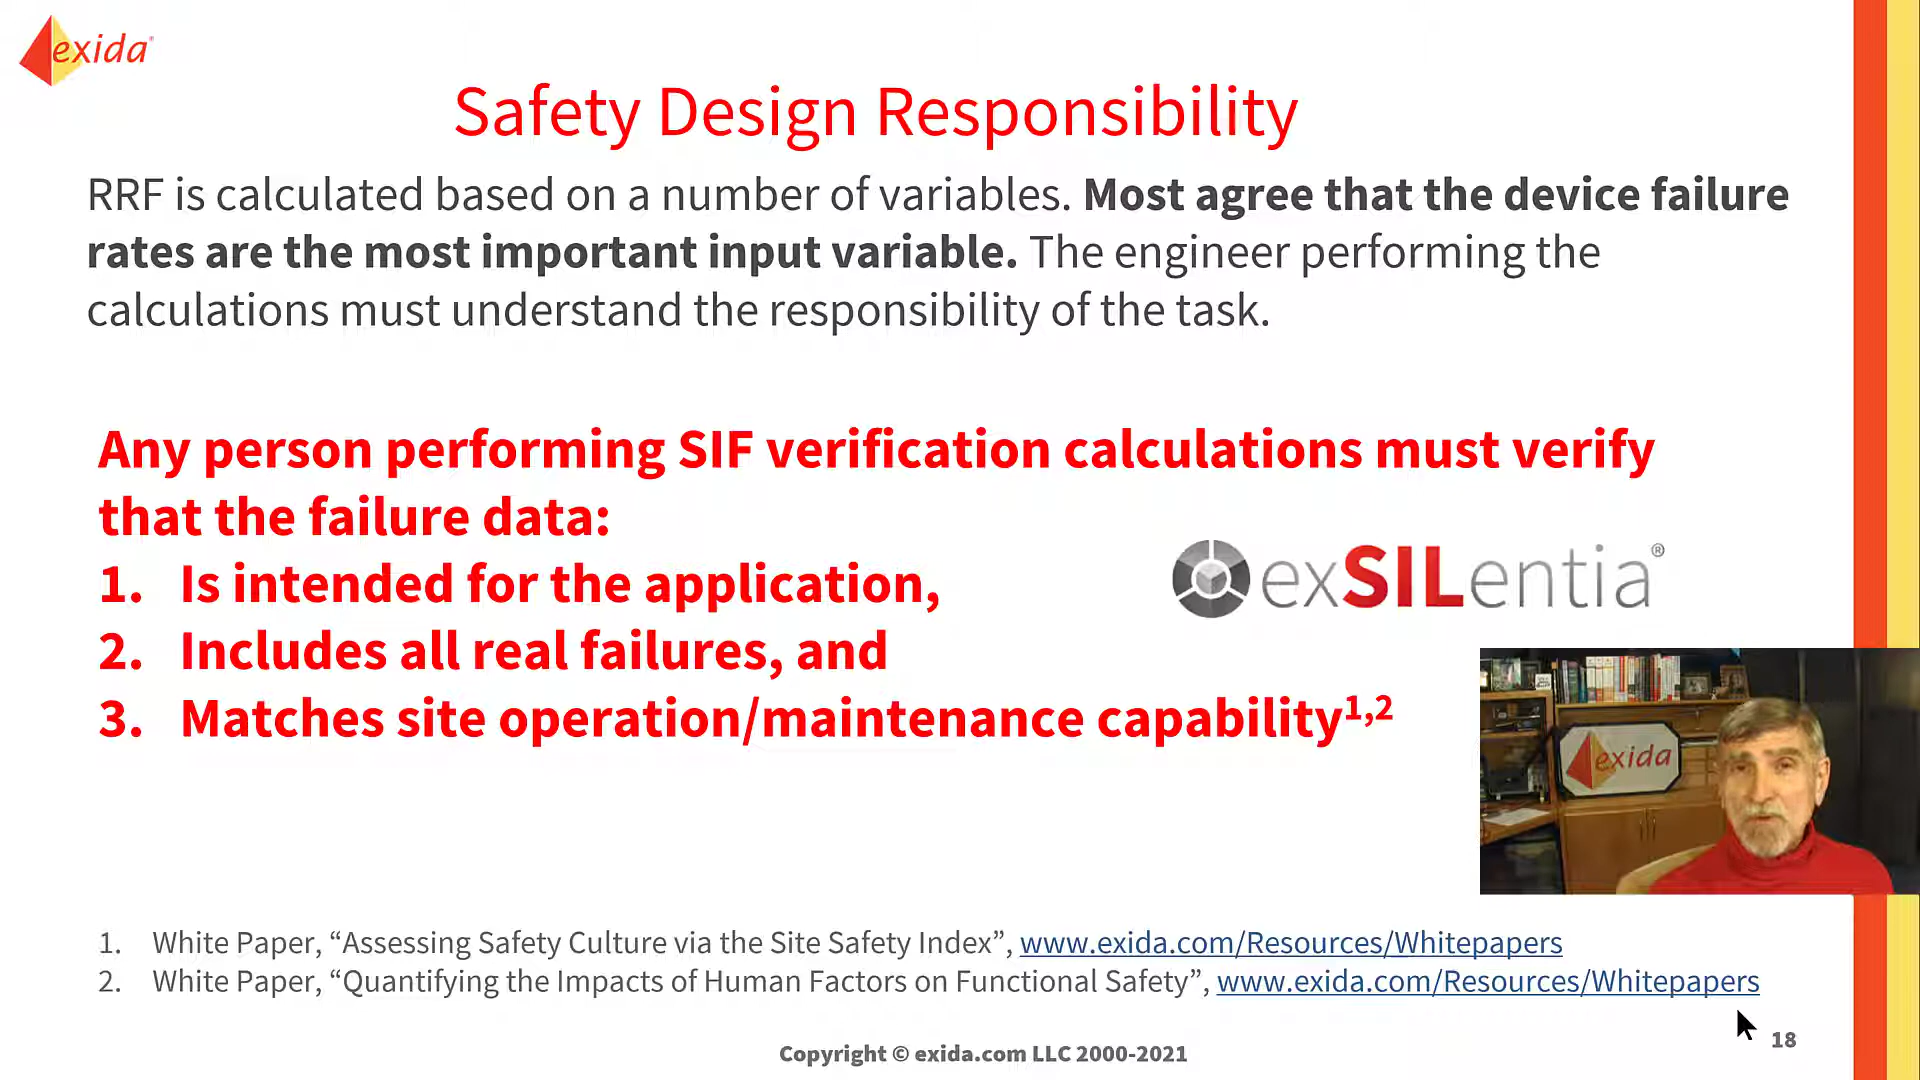 exida
Safety Design Responsibility
RRF is calculated based on a number of variables. Most agree that the device failure
rates are the most important input variable. The engineer performing the
calculations must understand the responsibility of the task.
Any person performing SIF verification calculations must verify
that the failure data:
1. Is intended for the application,
2. Includes all real failures, and
3. Matches site operation/maintenance capability1,2
exSILentia®
exida
1. White Paper, “Assessing Safety Culture via the Site Safety Index”, www.exida.com/Resources/Whitepapers
2. White Paper, “Quantifying the Impacts of Human Factors on Functional Safety”, www.exida.com/Resources/Whitepapers
Copyright © exida.com LLC 2000-2021
18